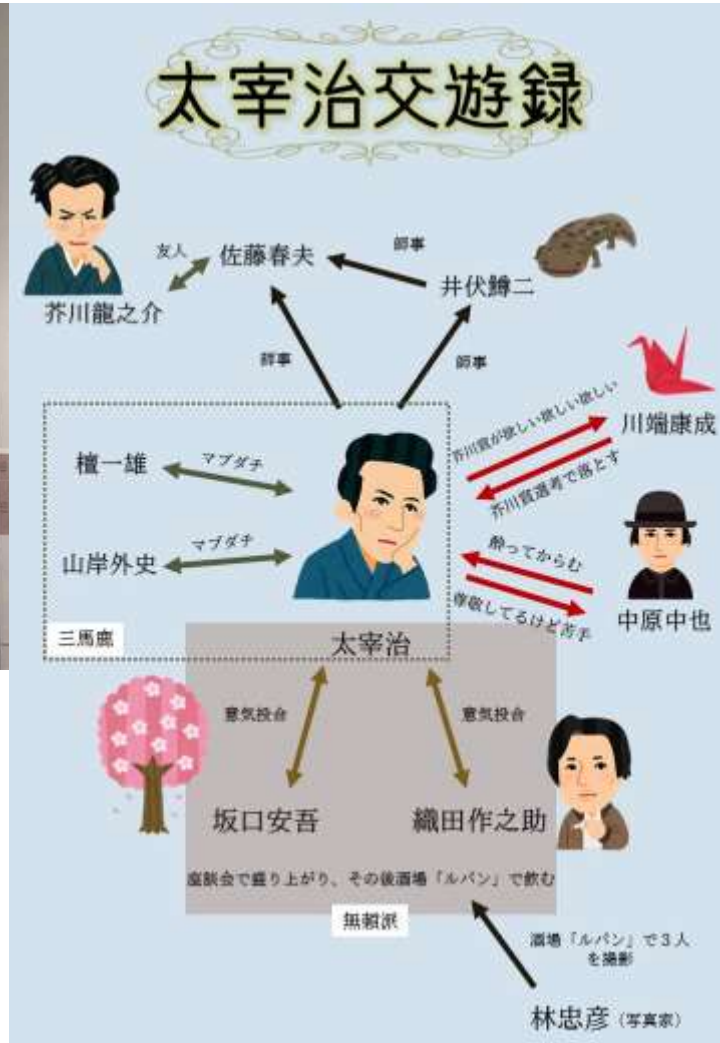 太宰治交遊録
友人
佐藤春夫
師事
井伏鱒二
芥川龍之介
師事
師事
芥川賞が欲しい欲しい欲しい
川端康成
芥川賞選考で落とす
檀一雄
マブダチ
山岸外史
マブダチ
酔ってからむ
尊敬してるけど苦手
中原中也
三馬鹿
太宰治
意気投合
意気投合
坂口安吾
織田作之助
座談会で盛り上がり、その後酒場「ルパン」で飲む
無頼派
酒場「ルパン」で3人
を撮影
林忠彦(写真家)